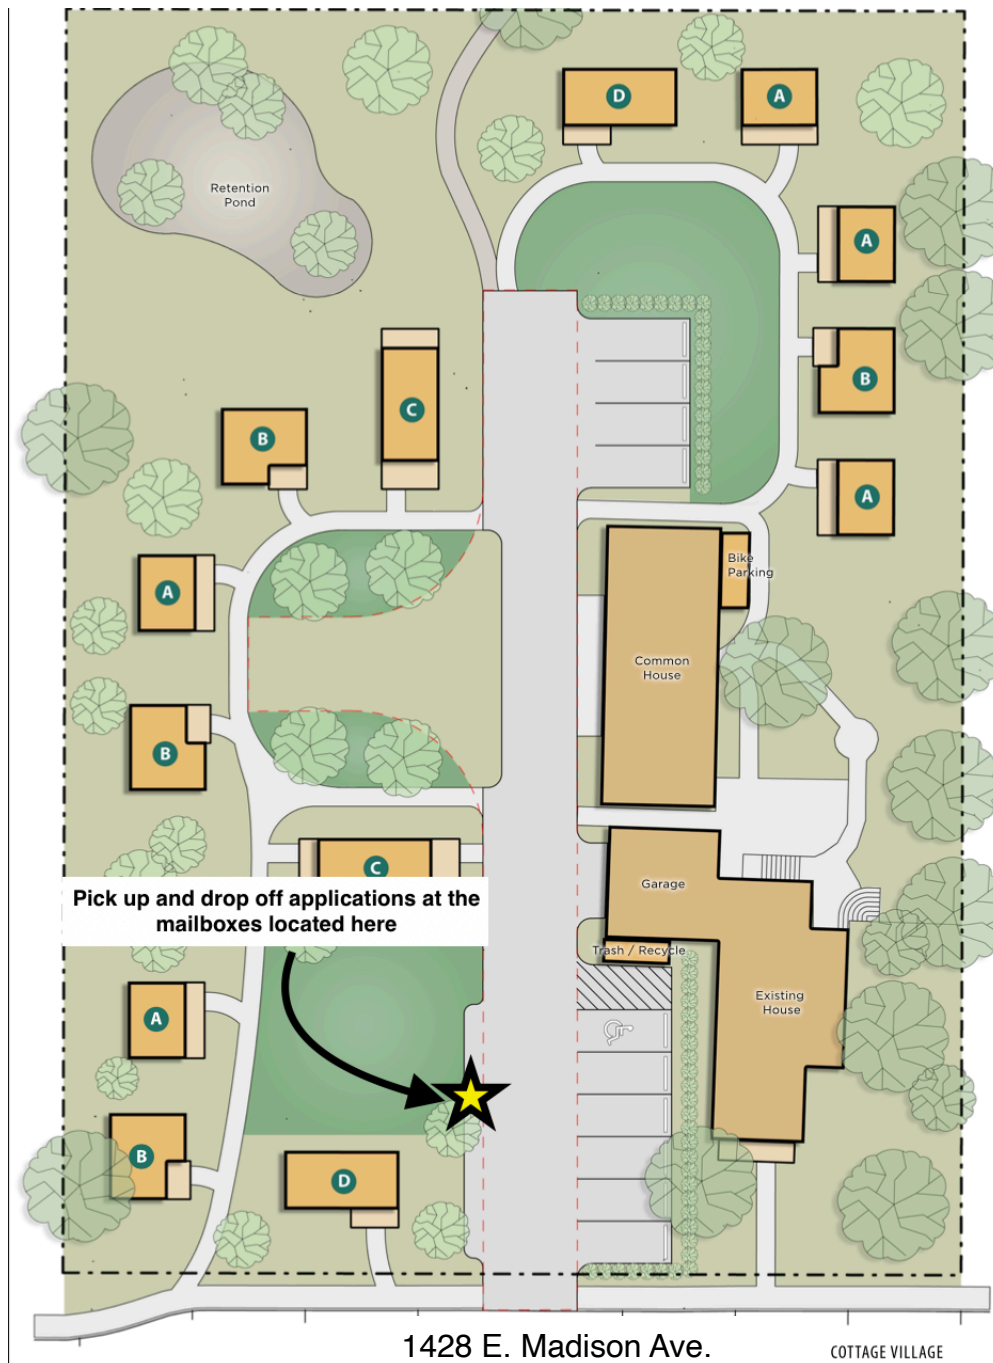 D
A
Retention
Pond
A
B
C
B
A
Bike
Parking
A
Common
House
B
C
Garage
Pick up and drop off applications at the
mailboxes located here
Trash / Recycle
Existing
House
A
B
D
1428 E. Madison Ave.
COTTAGE VILLAGE